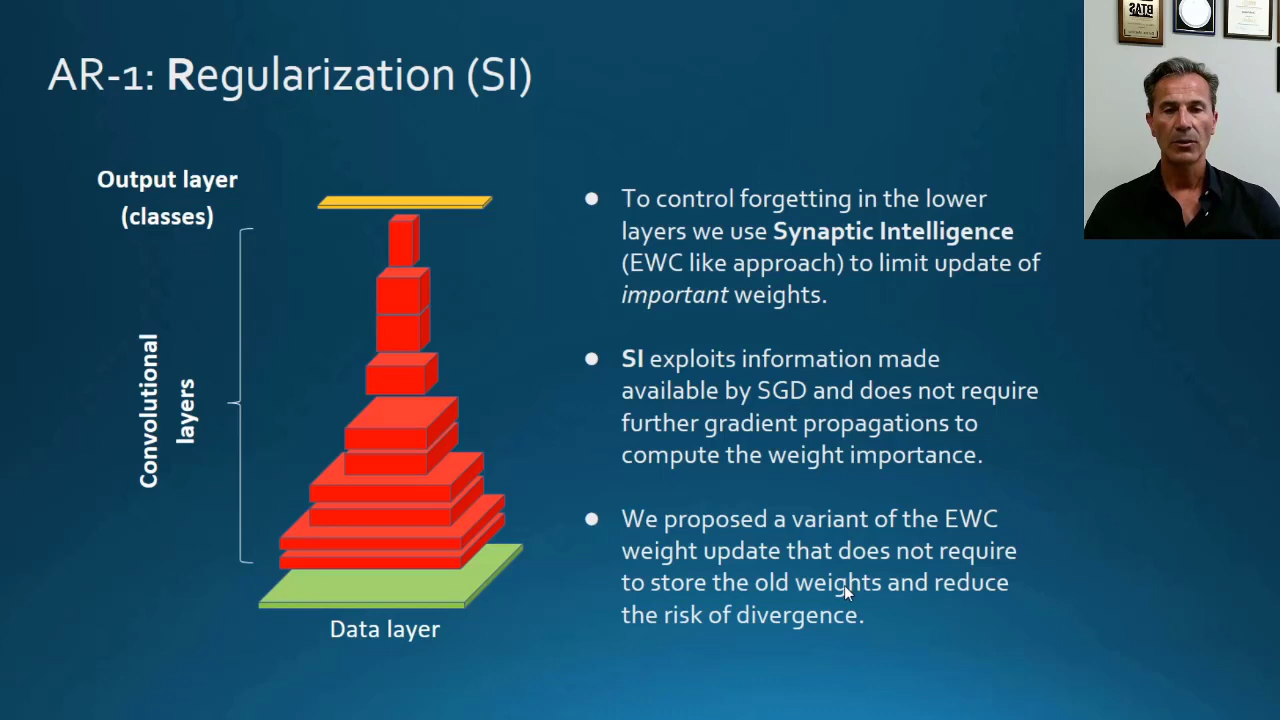 AR-1: Regularization (SI)
Output layer
(classes)
Convolutional
layers
Data layer
● To control forgetting in the lower
layers we use Synaptic Intelligence
(EWC like approach) to limit update of
important weights.
● SI exploits information made
available by SGD and does not require
further gradient propagations to
compute the weight importance.
● We proposed a variant of the EWC
weight update that does not require
to store the old weights and reduce
the risk of divergence.